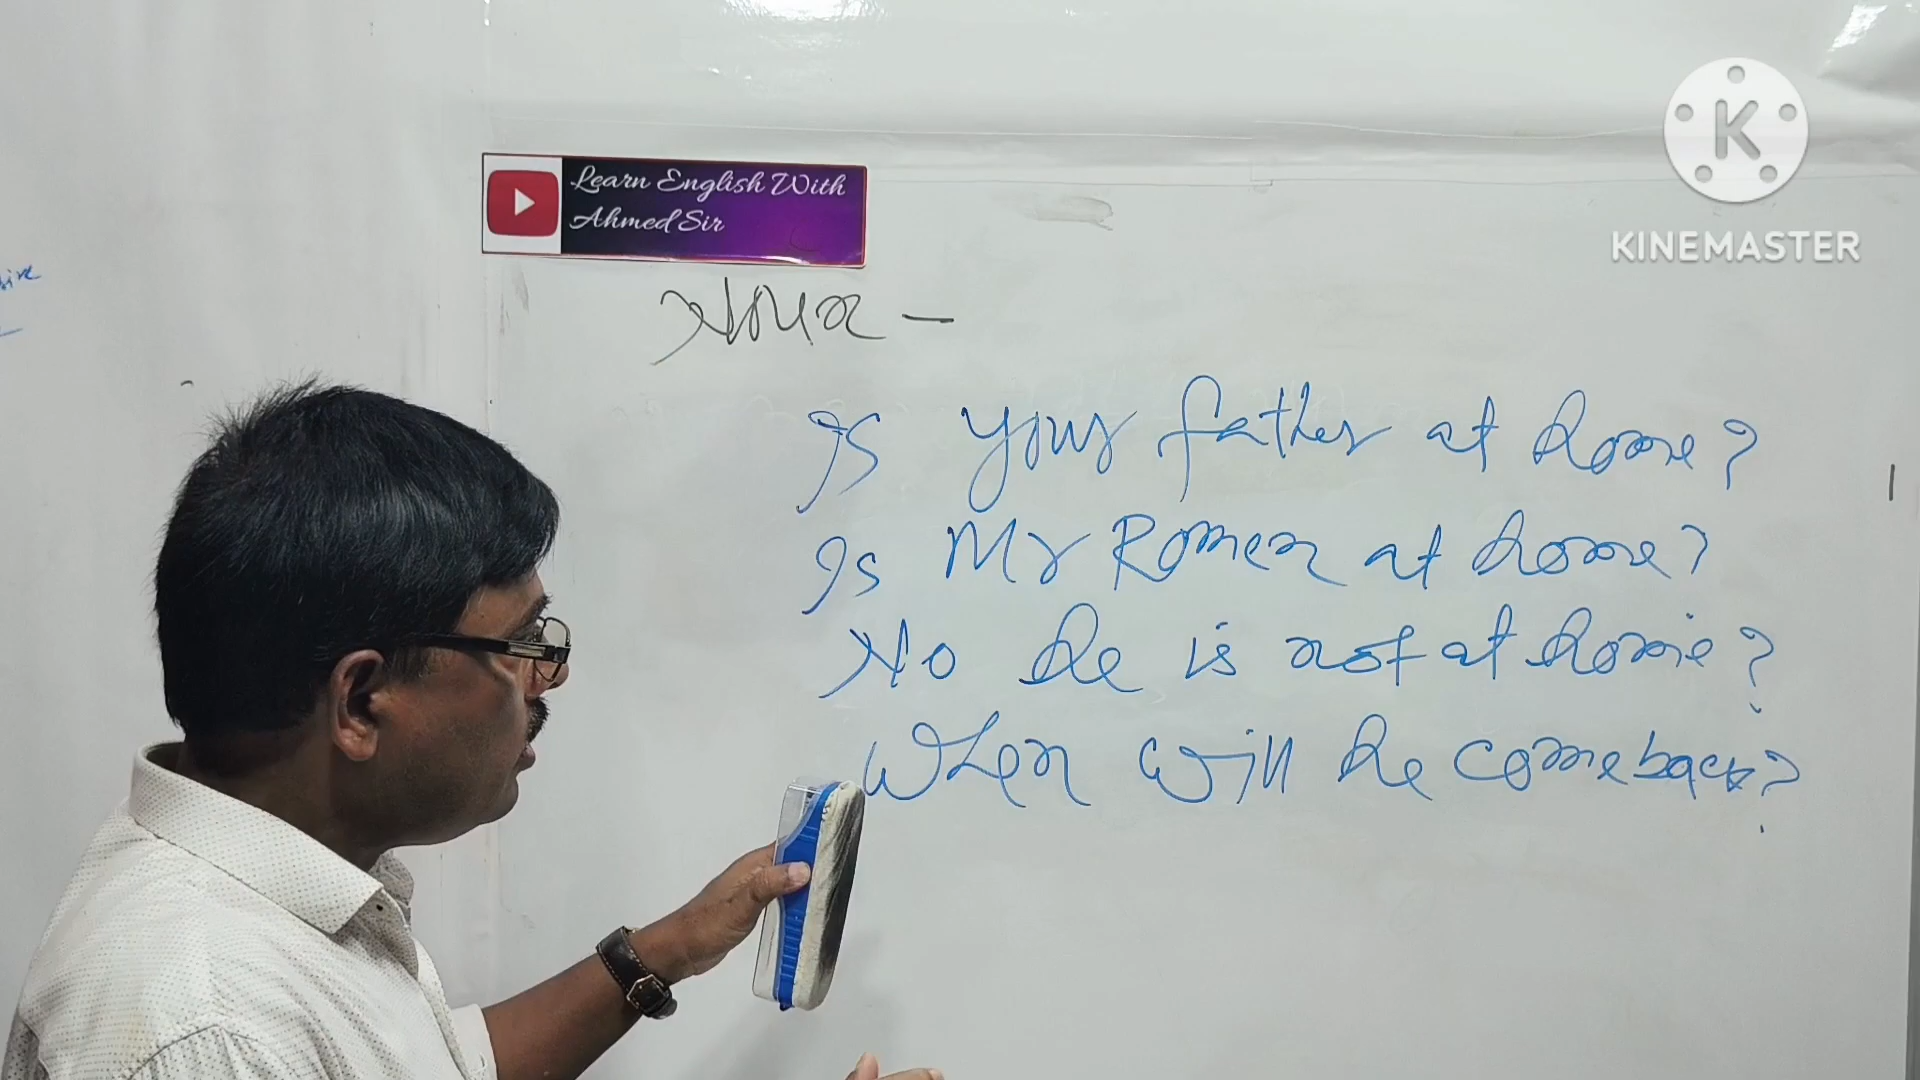 Learn English With
Ahmed Sir
KINEMASTER
Noun -
Is your father at home?
Is Mr Romen at home?
No he is not at home?
When will he come back?